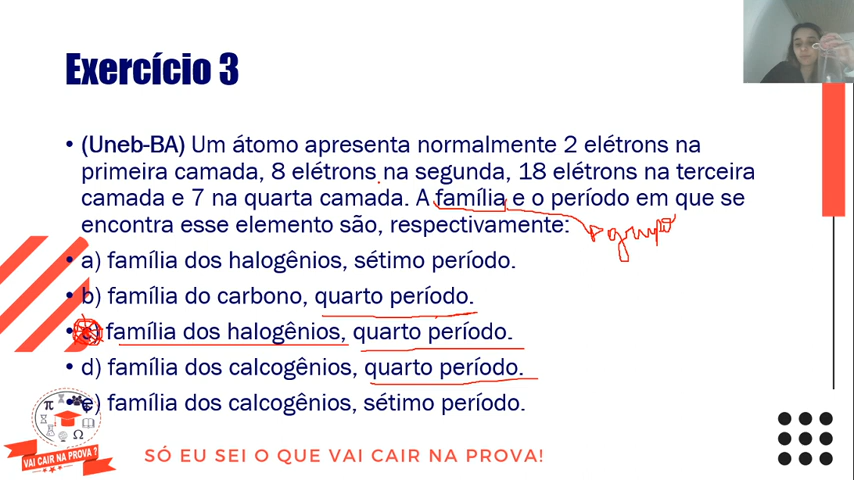 Exercício 3
• (Uneb-BA) Um átomo apresenta normalmente 2 elétrons na
primeira camada, 8 elétrons na segunda, 18 elétrons na terceira
camada e 7 na quarta camada. A família e o período em que se
encontra esse elemento são, respectivamente:
grupo
• a) família dos halogênios, sétimo período.
• b) família do carbono, quarto período.
• c) família dos halogênios, quarto período.
• d) família dos calcogênios, quarto período.
• e) família dos calcogênios, sétimo período.
π Ω
VAI CAIR NA PROVA ?
SÓ EU SEI O QUE VAI CAIR NA PROVA!